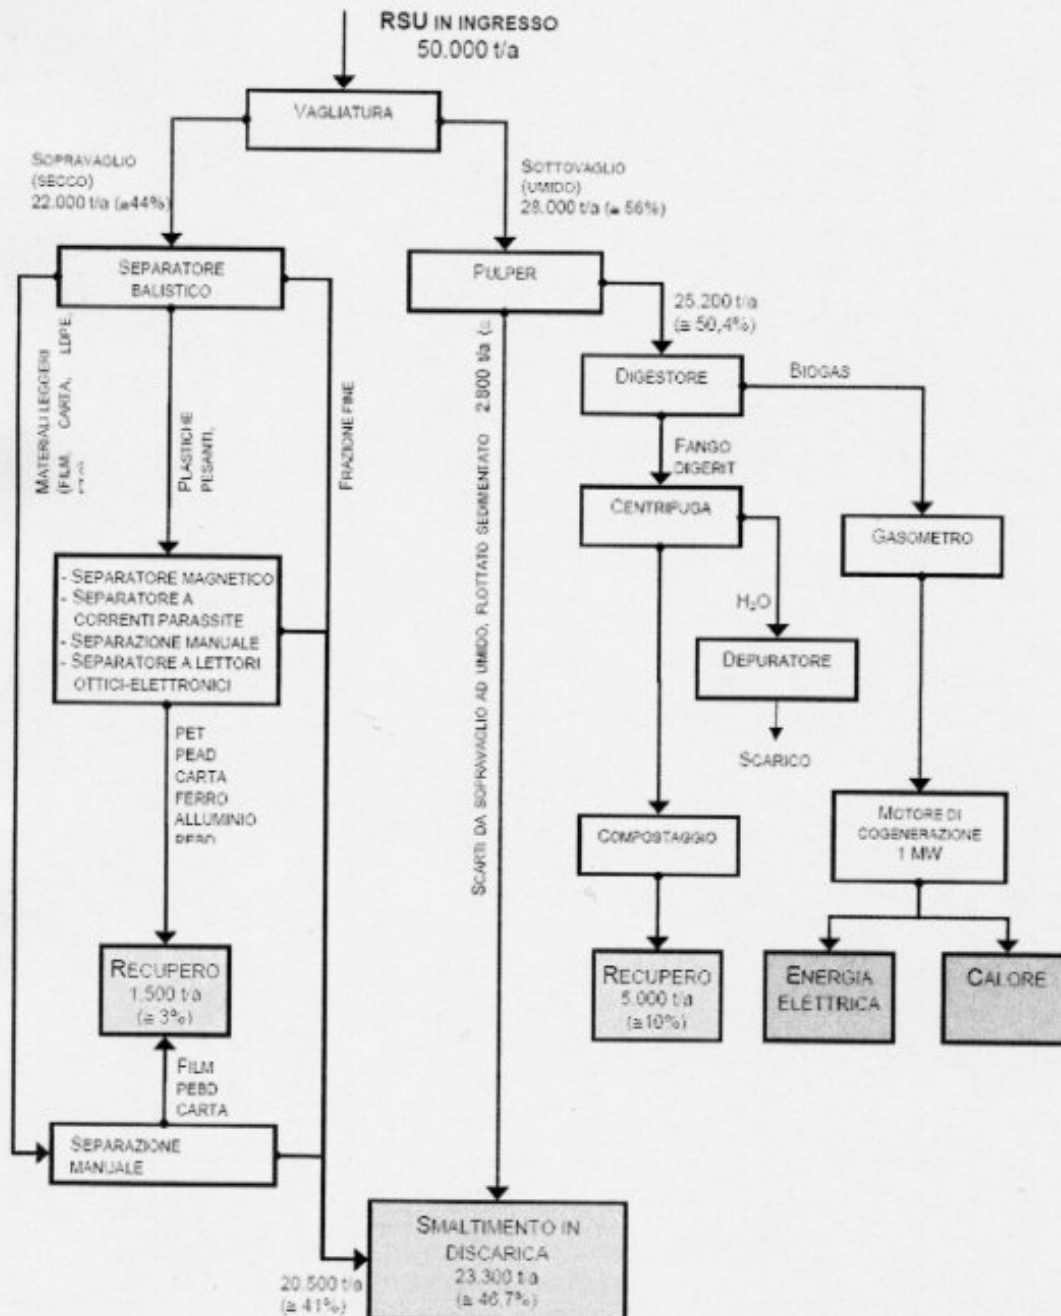 RSU IN INGRESSO
50.000 t/a
VAGLIATURA
SOPRAVAGLIO
(SECCO)
22.000 t/a (≅44%)
SOTTOVAGLIO
(UMIDO)
28.000 t/a (≅ 56%)
SEPARATORE
BALISTICO
PULPER
25.200 t/a
(≅ 50,4%)
MATERIALI LEGGERI
(FILM, CARTA, LDPE,
PLASTICHE
PESANTI,
FRAZIONE FINE
SCARTI DA SOPRAVAGLIO AD UMIDO, FLOTTATO SEDIMENTATO 2.800 t/a (≅
DIGESTORE
BIOGAS
FANGO
DIGERIT
CENTRIFUGA
GASOMETRO
- SEPARATORE MAGNETICO
- SEPARATORE A
CORRENTI PARASSITE
- SEPARAZIONE MANUALE
- SEPARATORE A LETTORI
OTTICI-ELETTRONICI
H₂O
DEPURATORE
SCARICO
PET
PEAD
CARTA
FERRO
ALLUMINIO
PEBD
COMPOSTAGGIO
MOTORE DI
COGENERAZIONE
1 MW
RECUPERO
1.500 t/a
(≅ 3%)
RECUPERO
5.000 t/a
(≅10%)
ENERGIA
ELETTRICA
CALORE
FILM
PEBD
CARTA
SEPARAZIONE
MANUALE
SMALTIMENTO IN
DISCARICA
23.300 t/a
(≅ 46,7%)
20.500 t/a
(≅ 41%)